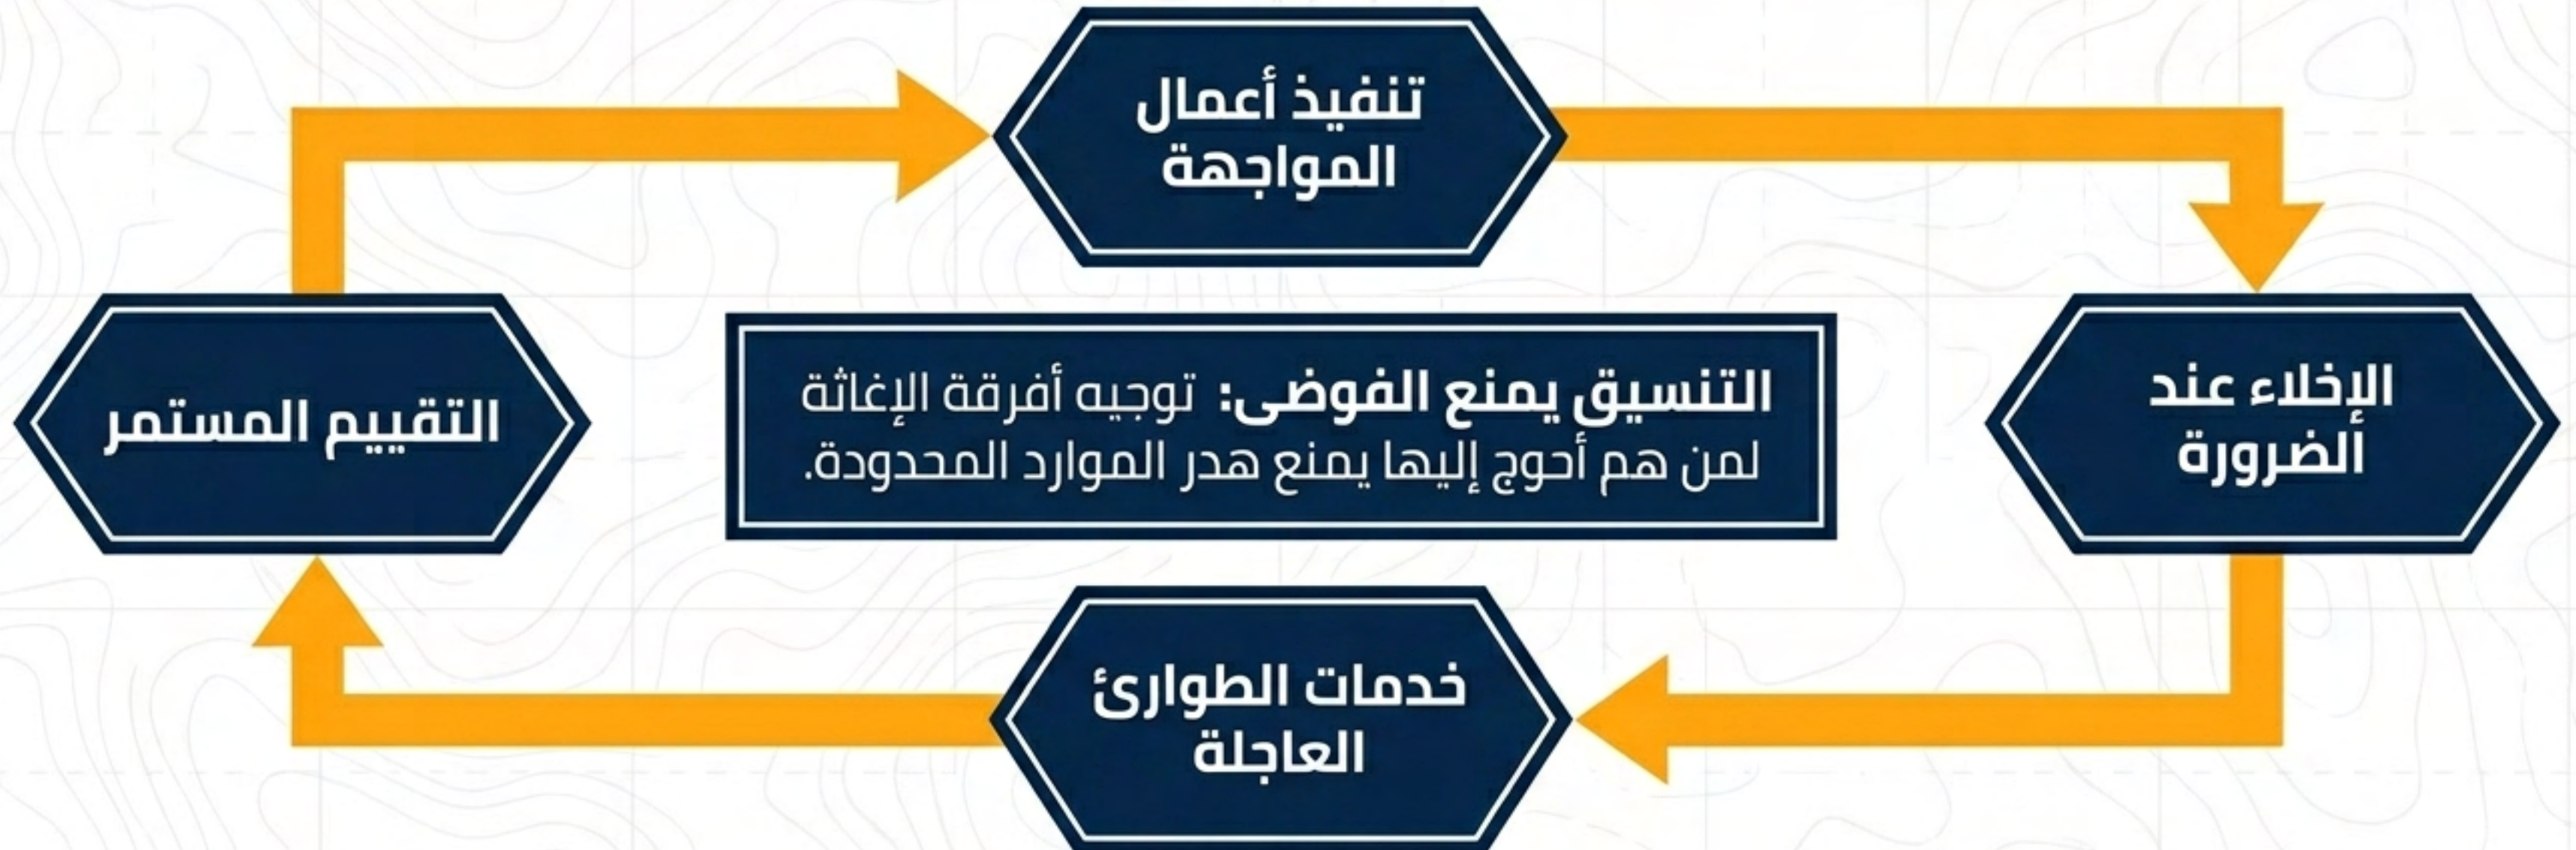 تنفيذ أعمال
المواجهة
الإخلاء عند
الضرورة
التنسيق يمنع الفوضى: توجيه أفرقة الإغاثة
لمن هم أحوج إليها يمنع هدر الموارد المحدودة.
التقييم المستمر
خدمات الطوارئ
العاجلة